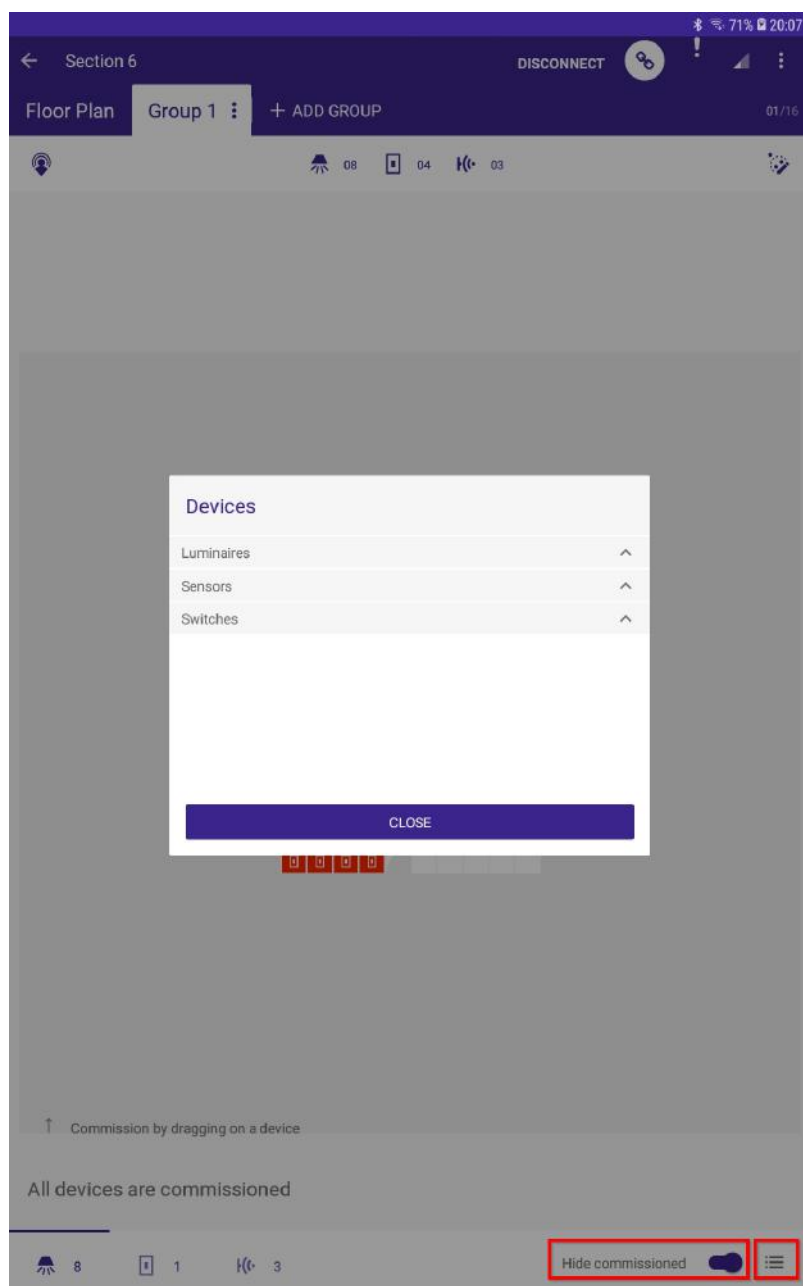 71% 20:07
Section 6 DISCONNECT
Floor Plan Group 1 + ADD GROUP 01/16
08 04 03
Devices
Luminaires
Sensors
Switches
CLOSE
↑ Commission by dragging on a device
All devices are commissioned
8 1 3 Hide commissioned